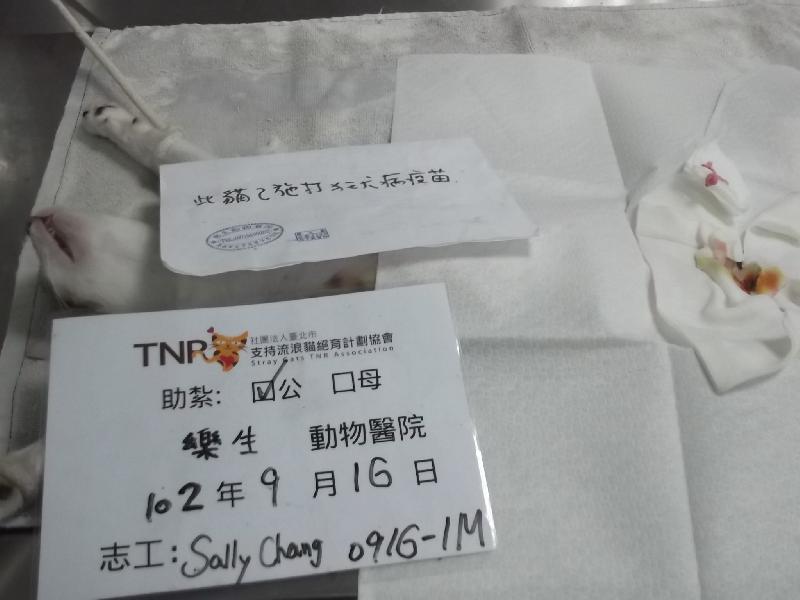 此貓已施打狂犬病疫苗.
TNR 社團法人臺北市
支持流浪貓絕育計劃協會
Stray Cats TNR Association
助紮: ☑公 □母
樂生 動物醫院
102年9月16日
志工: Sally Chang 0916-1M